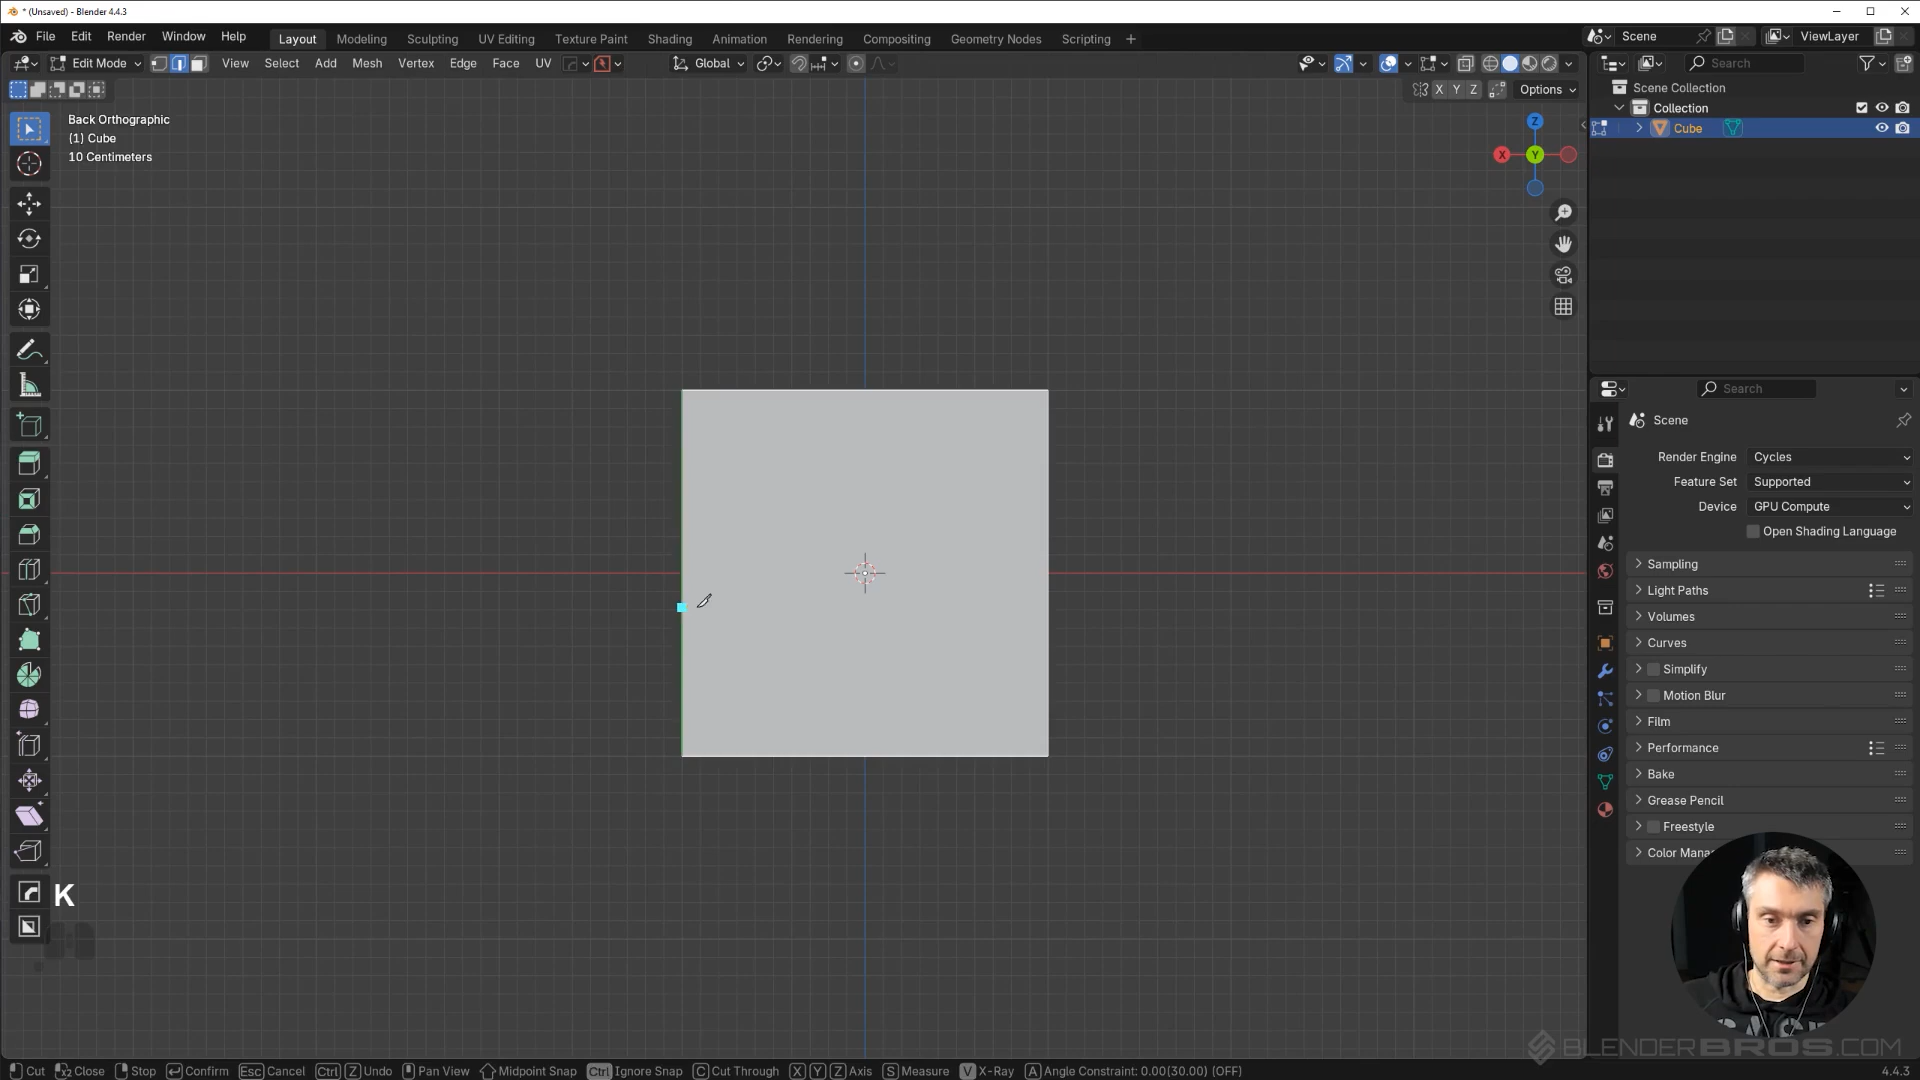 * (Unsaved) - Blender 4.4.3
File Edit Render Window Help Layout Modeling Sculpting UV Editing Texture Paint Shading Animation Rendering Compositing Geometry Nodes Scripting + Scene ViewLayer
Edit Mode View Select Add Mesh Vertex Edge Face UV Global Search
X Y Z Options
Scene Collection
Collection
Cube
Back Orthographic
(1) Cube
10 Centimeters
Z
X Y
Search
Scene
Render Engine Cycles
Feature Set Supported
Device GPU Compute
Open Shading Language
Sampling
Light Paths
Volumes
Curves
Simplify
Motion Blur
Film
Performance
Bake
Grease Pencil
Freestyle
Color Mana
K
BLENDERBROS.COM
Cut Close Stop Confirm Esc Cancel Ctrl Z Undo Pan View Midpoint Snap Ctrl Ignore Snap C Cut Through X Y Z Axis S Measure V X-Ray A Angle Constraint: 0.00(30.00) (OFF) 4.4.3